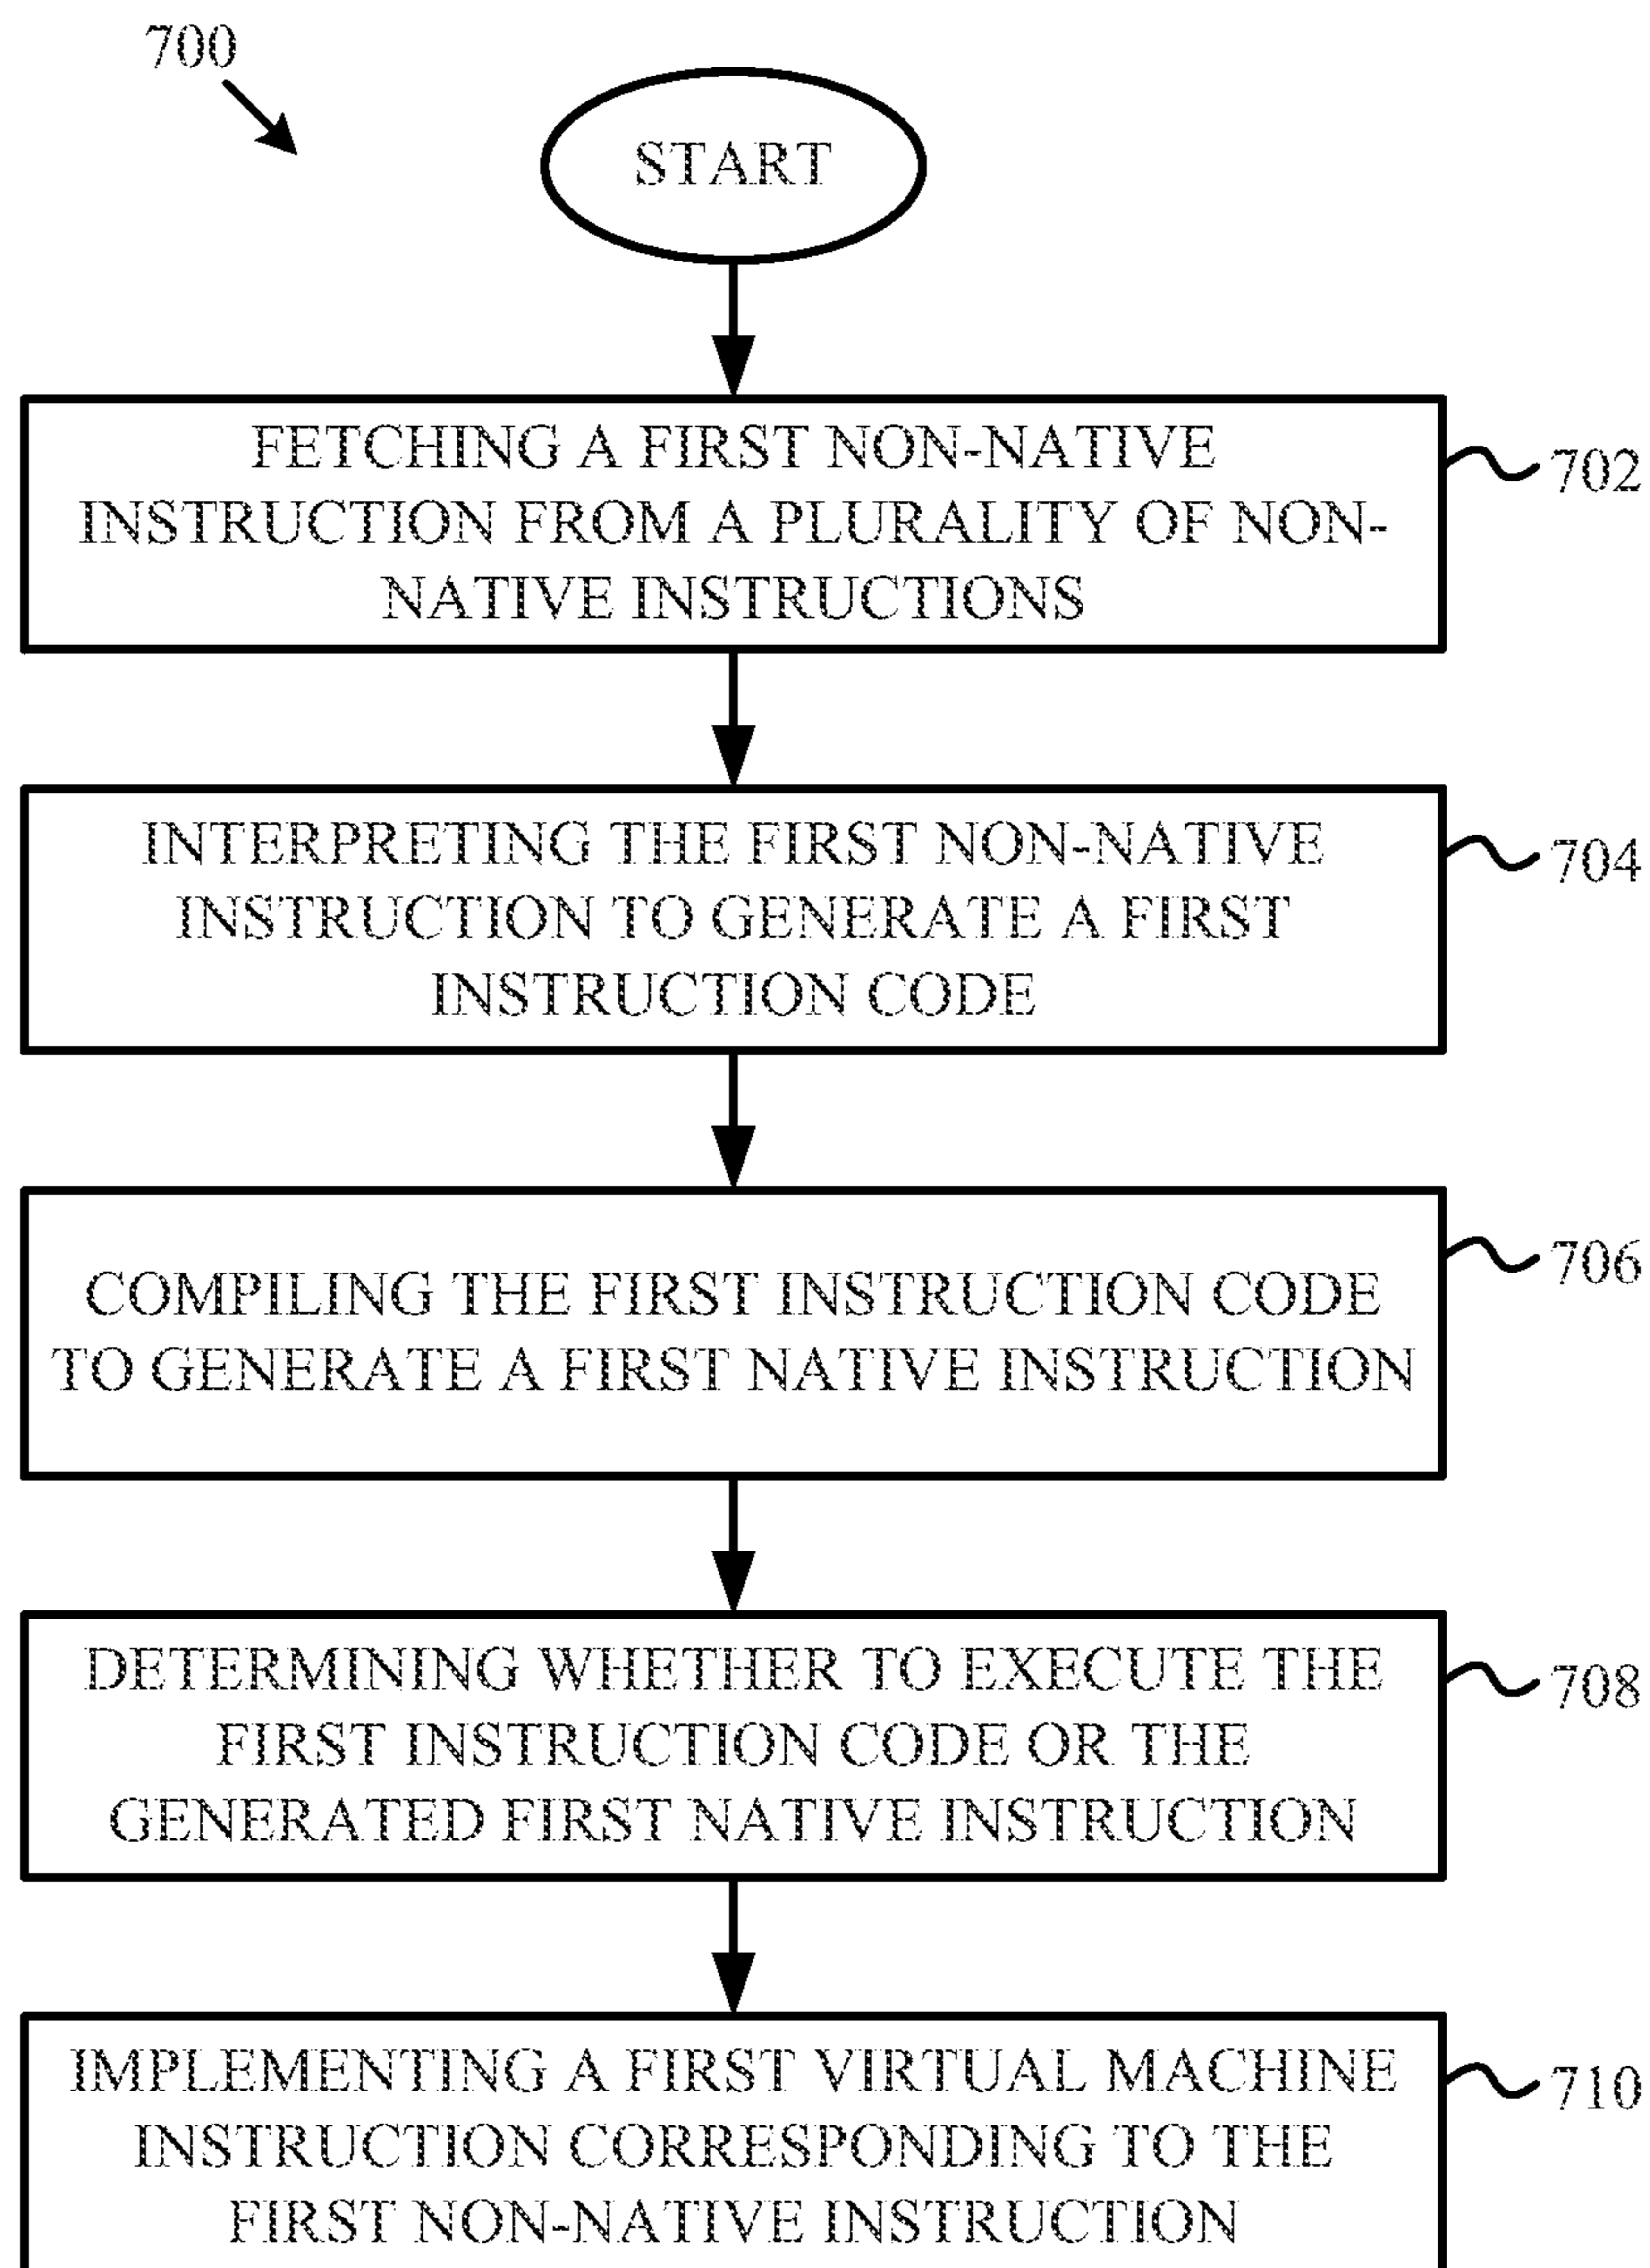 700
START
FETCHING A FIRST NON-NATIVE
INSTRUCTION FROM A PLURALITY OF NON-
NATIVE INSTRUCTIONS
702
INTERPRETING THE FIRST NON-NATIVE
INSTRUCTION TO GENERATE A FIRST
INSTRUCTION CODE
704
COMPILING THE FIRST INSTRUCTION CODE
TO GENERATE A FIRST NATIVE INSTRUCTION
706
DETERMINING WHETHER TO EXECUTE THE
FIRST INSTRUCTION CODE OR THE
GENERATED FIRST NATIVE INSTRUCTION
708
IMPLEMENTING A FIRST VIRTUAL MACHINE
INSTRUCTION CORRESPONDING TO THE
FIRST NON-NATIVE INSTRUCTION
710